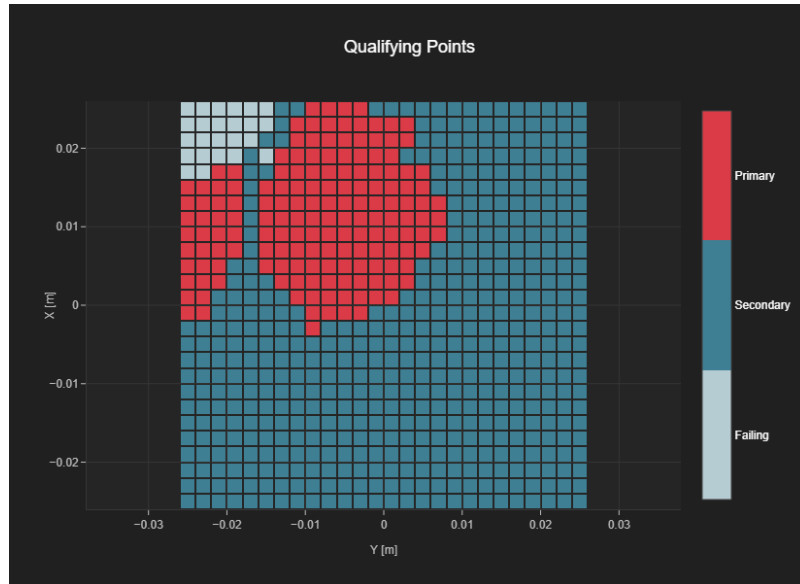 Qualifying Points
Primary
Secondary
Failing
0.02
0.01
0
−0.01
−0.02
X [m]
−0.03
−0.02
−0.01
0
0.01
0.02
0.03
Y [m]